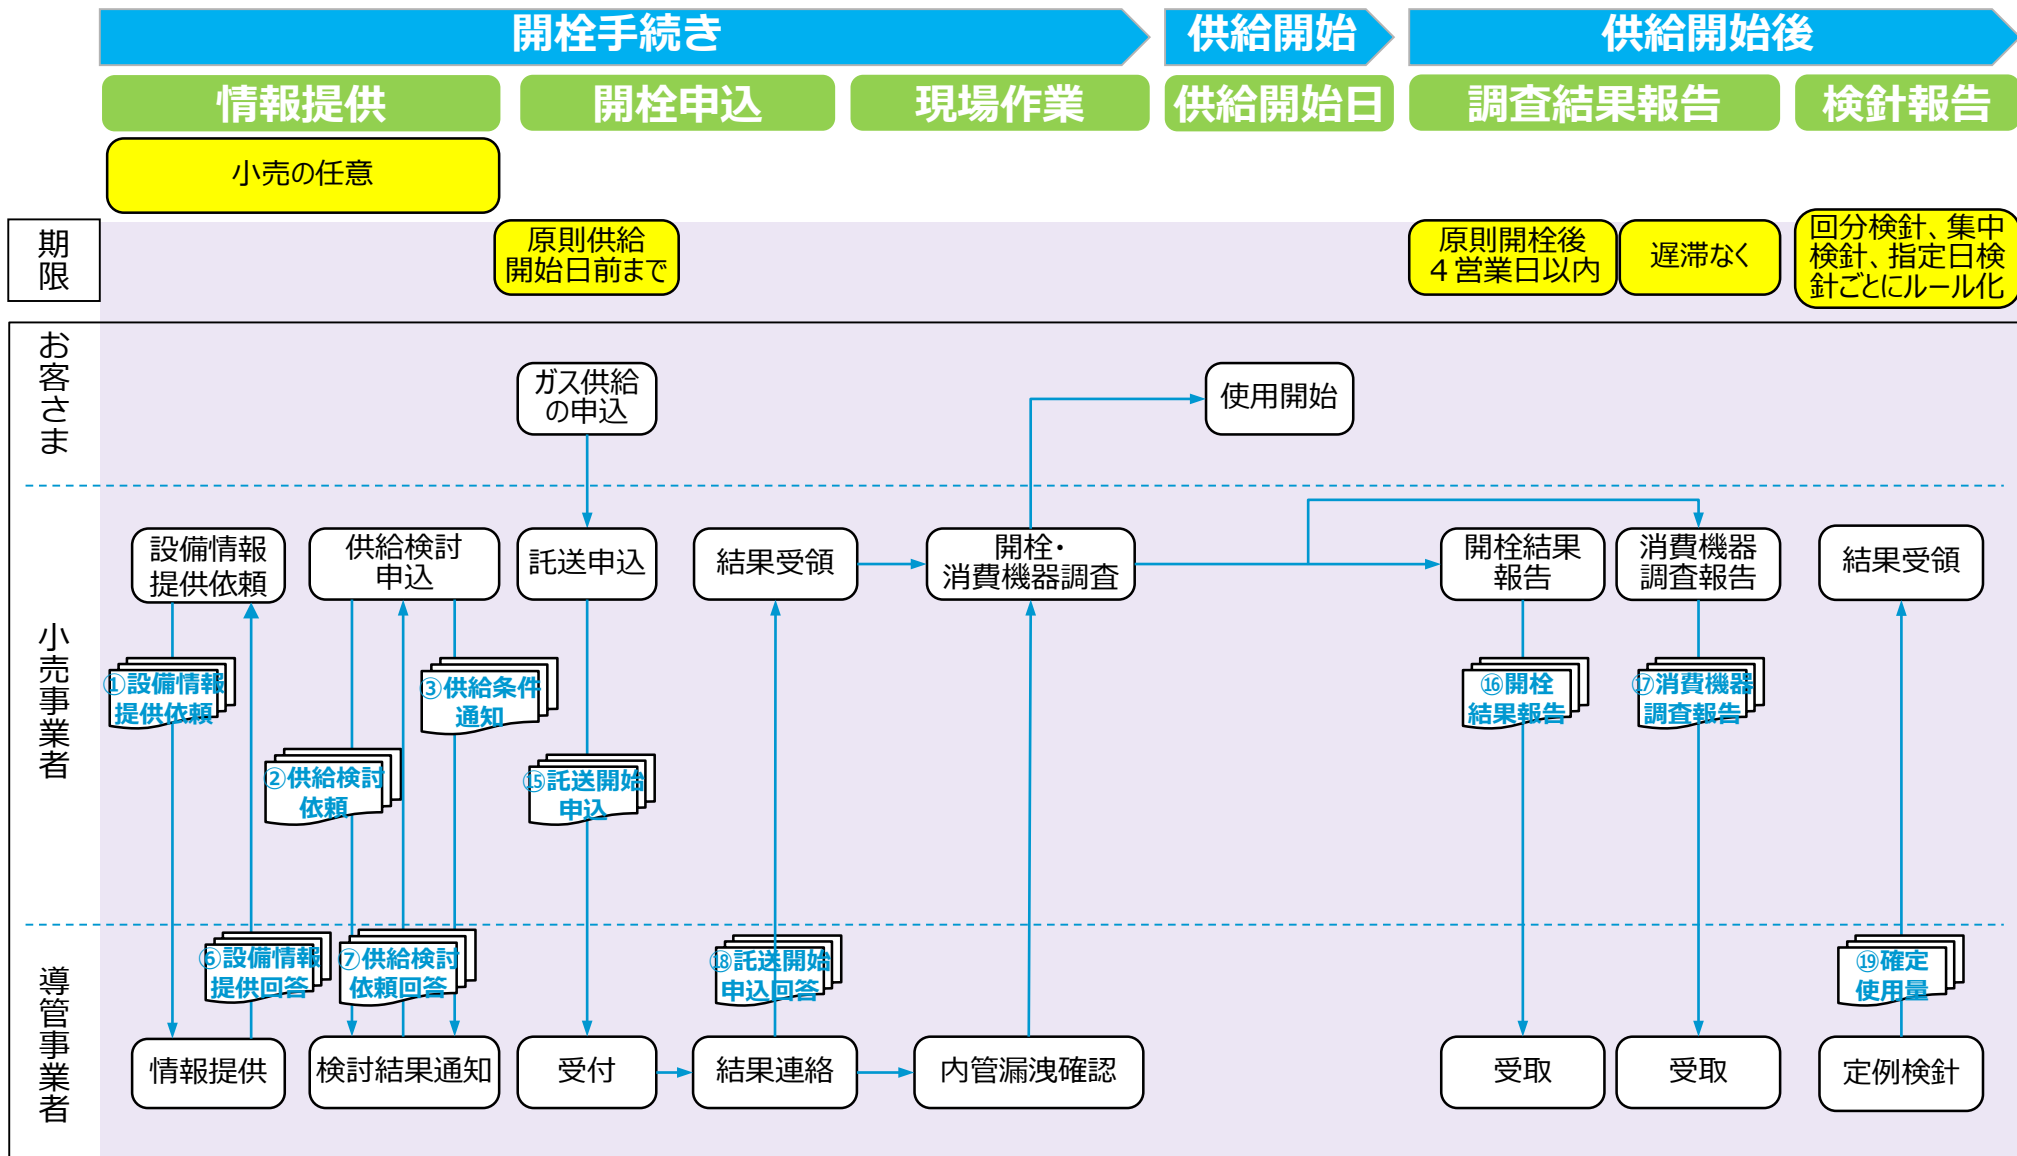 開栓手続き
供給開始
供給開始後
情報提供
開栓申込
現場作業
供給開始日
調査結果報告
検針報告
小売の任意
期限
原則供給
開始日前まで
原則開栓後
４営業日以内
遅滞なく
回分検針、集中
検針、指定日検
針ごとにルール化
お客さま
ガス供給
の申込
使用開始
小売事業者
設備情報
提供依頼
供給検討
申込
託送申込
結果受領
開栓・
消費機器調査
開栓結果
報告
消費機器
調査報告
結果受領
①設備情報
提供依頼
③供給条件
通知
②供給検討
依頼
⑮託送開始
申込
⑯開栓
結果報告
⑰消費機器
調査報告
導管事業者
⑥設備情報
提供回答
⑦供給検討
依頼回答
⑱託送開始
申込回答
⑲確定
使用量
情報提供
検討結果通知
受付
結果連絡
内管漏洩確認
受取
受取
定例検針